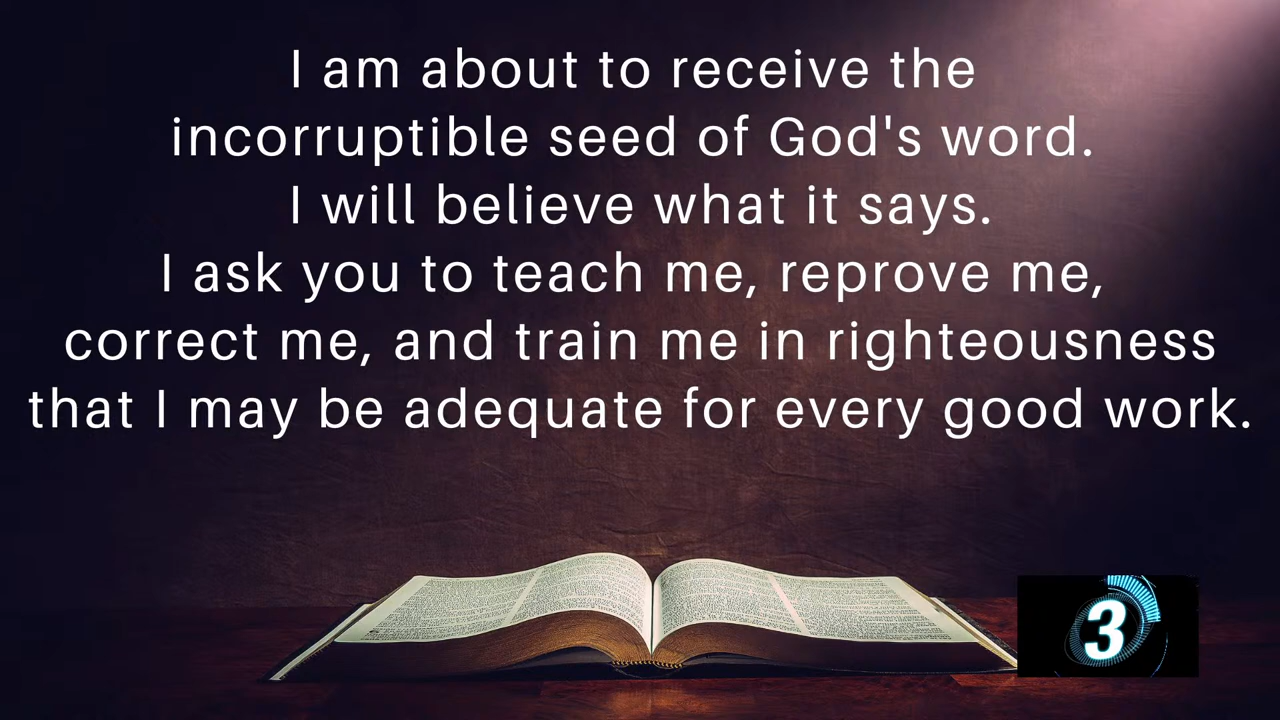 I am about to receive the
incorruptible seed of God's word.
I will believe what it says.
I ask you to teach me, reprove me,
correct me, and train me in righteousness
that I may be adequate for every good work.
3